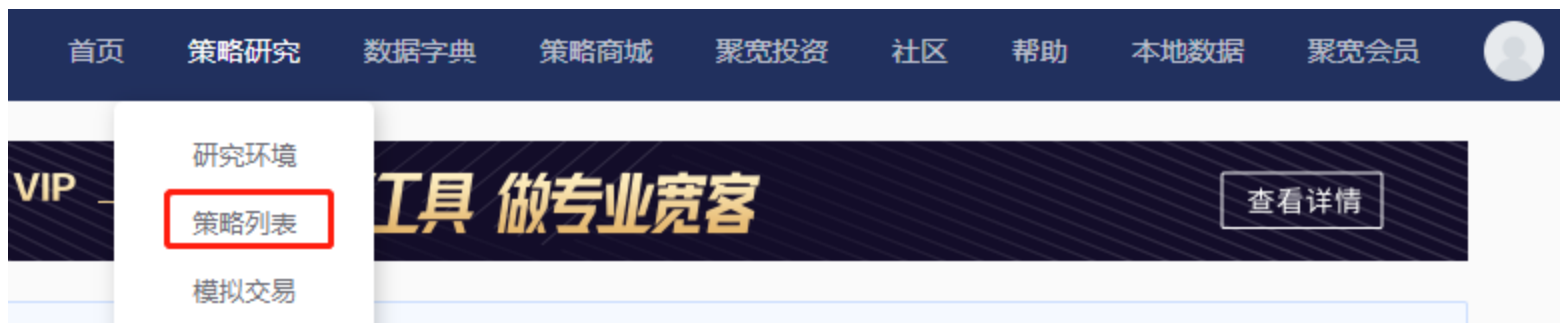 首页 策略研究 数据字典 策略商城 聚宽投资 社区 帮助 本地数据 聚宽会员
研究环境
VIP 工具 做专业宽客 查看详情
策略列表
模拟交易